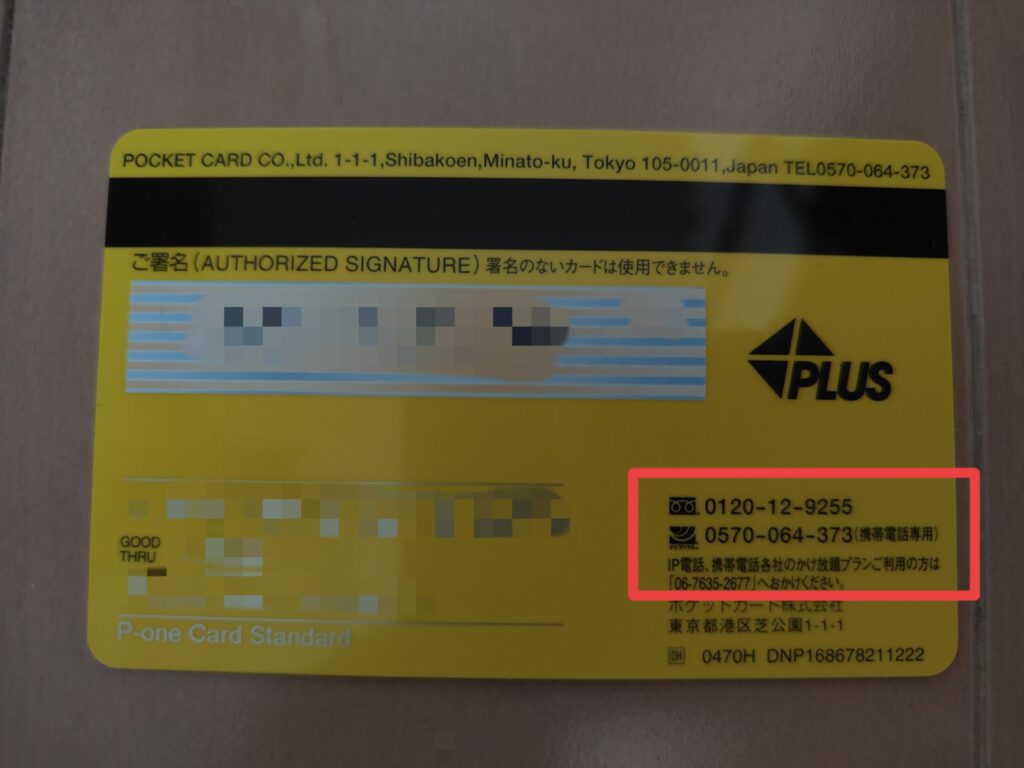 POCKET CARD CO.,Ltd. 1-1-1,Shibakoen,Minato-ku, Tokyo 105-0011,Japan TEL0570-064-373
ご署名(AUTHORIZED SIGNATURE)署名のないカードは使用できません。
PLUS
GOOD
THRU
P-one Card Standard
0120-12-9255
0570-064-373(携帯電話専用)
IP電話、携帯電話各社のかけ放題プランご利用の方は
「06-7635-2677」へおかけください。
ポケットカード株式会社
東京都港区芝公園1-1-1
OH 0470H DNP168678211222